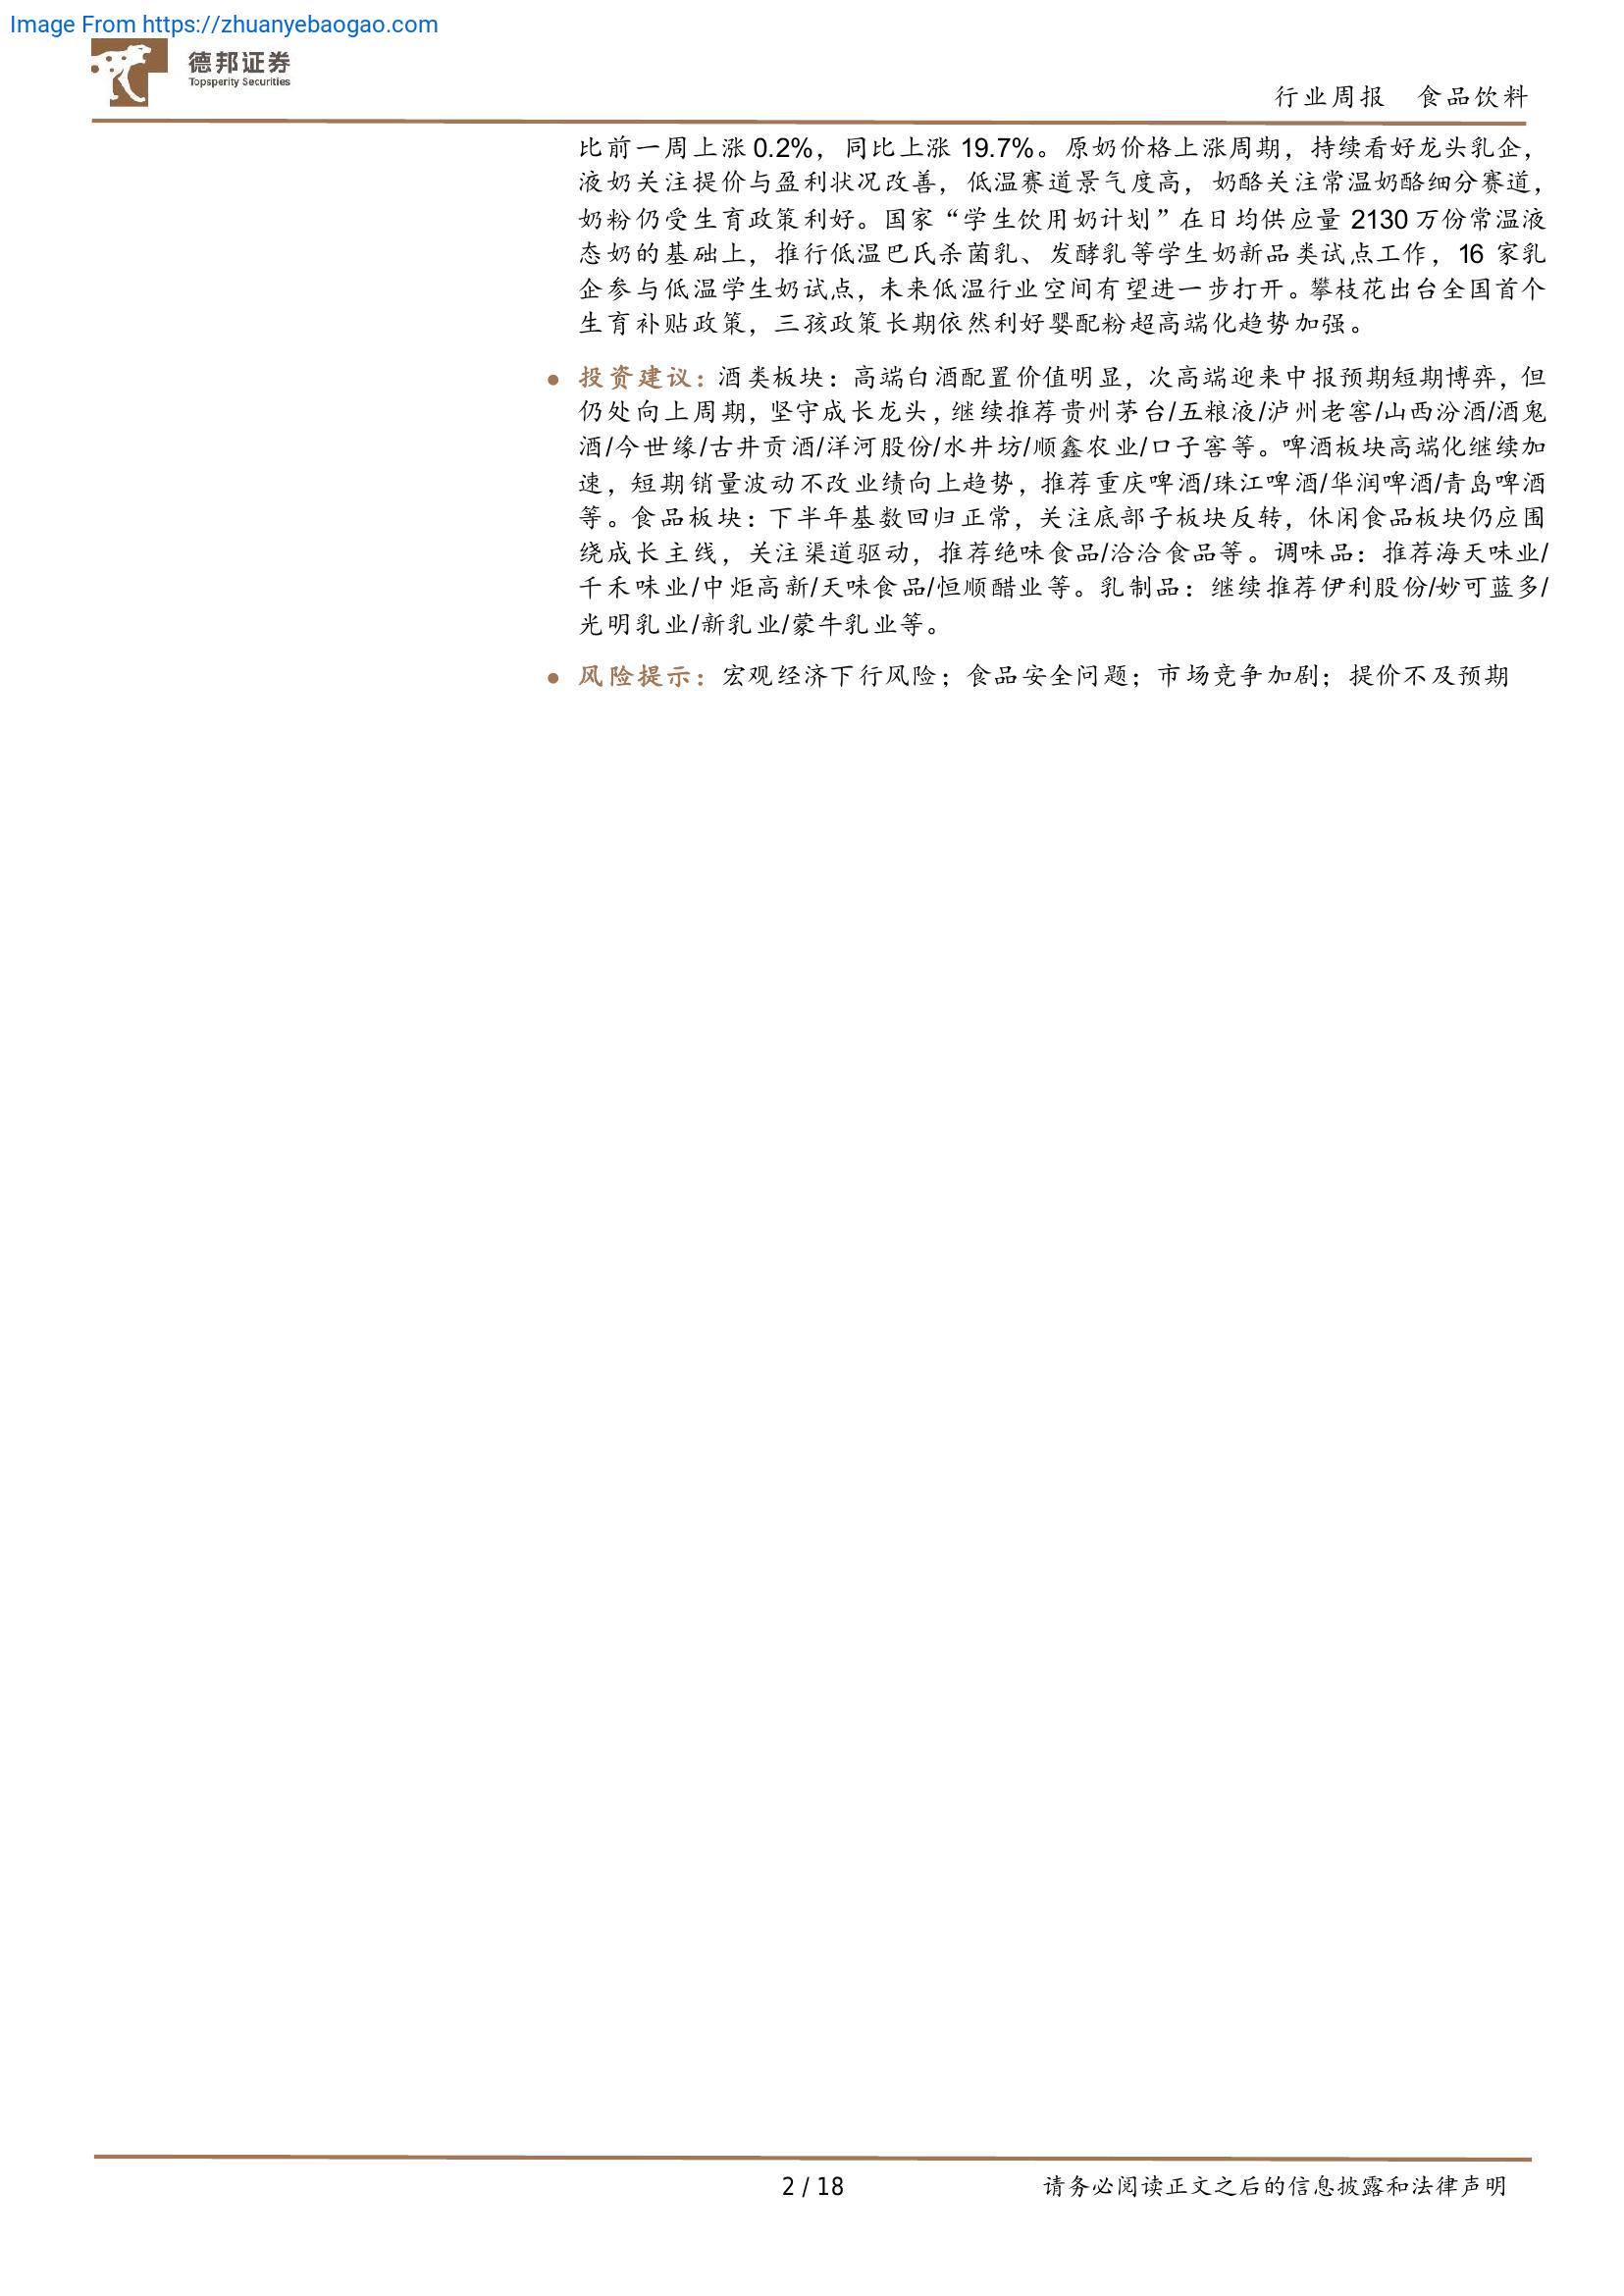 Image From https://zhuanyebaogao.com
德邦证券
Topsperity Securities
行业周报 食品饮料
比前一周上涨 0.2%，同比上涨 19.7%。原奶价格上涨周期，持续看好龙头乳企，
液奶关注提价与盈利状况改善，低温赛道景气度高，奶酪关注常温奶酪细分赛道，
奶粉仍受生育政策利好。国家“学生饮用奶计划”在日均供应量 2130 万份常温液
态奶的基础上，推行低温巴氏杀菌乳、发酵乳等学生奶新品类试点工作，16 家乳
企参与低温学生奶试点，未来低温行业空间有望进一步打开。攀枝花出台全国首个
生育补贴政策，三孩政策长期依然利好婴配粉超高端化趋势加强。
● 投资建议：酒类板块：高端白酒配置价值明显，次高端迎来中报预期短期博弈，但
仍处向上周期，坚守成长龙头，继续推荐贵州茅台/五粮液/泸州老窖/山西汾酒/酒鬼
酒/今世缘/古井贡酒/洋河股份/水井坊/顺鑫农业/口子窖等。啤酒板块高端化继续加
速，短期销量波动不改业绩向上趋势，推荐重庆啤酒/珠江啤酒/华润啤酒/青岛啤酒
等。食品板块：下半年基数回归正常，关注底部子板块反转，休闲食品板块仍应围
绕成长主线，关注渠道驱动，推荐绝味食品/洽洽食品等。调味品：推荐海天味业/
千禾味业/中炬高新/天味食品/恒顺醋业等。乳制品：继续推荐伊利股份/妙可蓝多/
光明乳业/新乳业/蒙牛乳业等。
● 风险提示：宏观经济下行风险；食品安全问题；市场竞争加剧；提价不及预期
2 / 18
请务必阅读正文之后的信息披露和法律声明